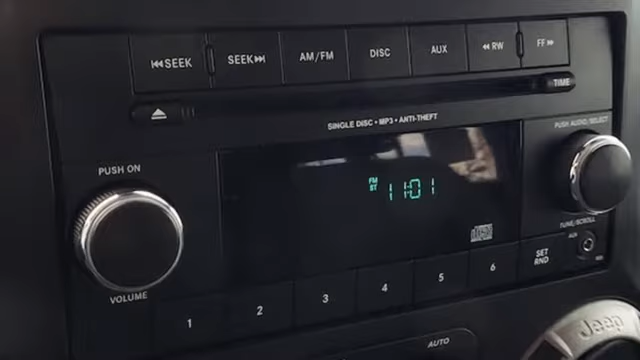 ⏮SEEK SEEK⏭ AM/FM DISC AUX ◀◀RW FF▶▶
TIME
SINGLE DISC • MP3 • ANTI-THEFT
PUSH AUDIO/SELECT
PUSH ON
FM
BT 11:01
VOLUME
TUNE/SCROLL
AUX
1 2 3 4 5 6 SET
RND
AUTO
Jeep